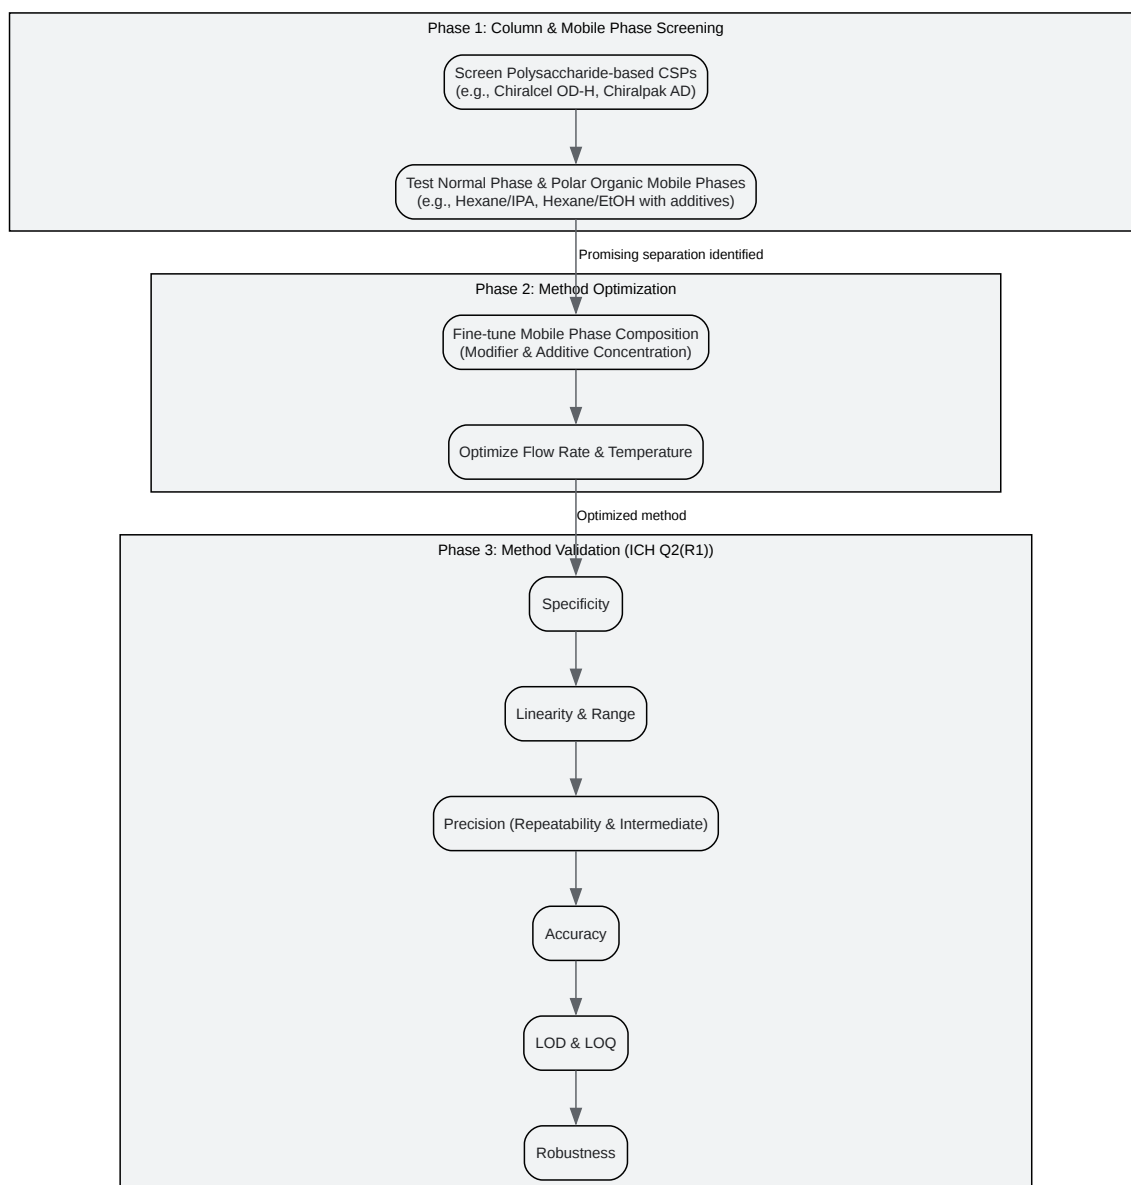 Phase 1: Column & Mobile Phase Screening
Screen Polysaccharide-based CSPs
(e.g., Chiralcel OD-H, Chiralpak AD)
Test Normal Phase & Polar Organic Mobile Phases
(e.g., Hexane/IPA, Hexane/EtOH with additives)
Promising separation identified
Phase 2: Method Optimization
Fine-tune Mobile Phase Composition
(Modifier & Additive Concentration)
Optimize Flow Rate & Temperature
Optimized method
Phase 3: Method Validation (ICH Q2(R1))
Specificity
Linearity & Range
Precision (Repeatability & Intermediate)
Accuracy
LOD & LOQ
Robustness